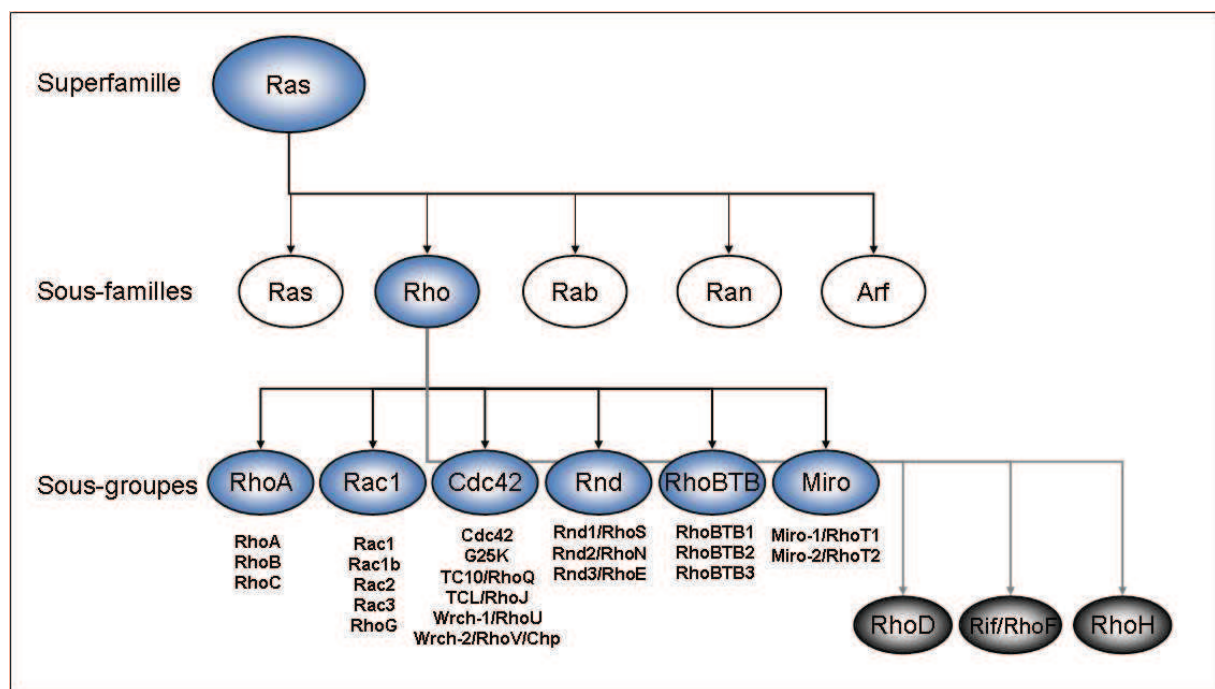 Superfamille
Ras
Sous-familles
Ras
Rho
Rab
Ran
Arf
Sous-groupes
RhoA
Rac1
Cdc42
Rnd
RhoBTB
Miro
RhoA
RhoB
RhoC
Rac1
Rac1b
Rac2
Rac3
RhoG
Cdc42
G25K
TC10/RhoQ
TCL/RhoJ
Wrch-1/RhoU
Wrch-2/RhoV/Chp
Rnd1/RhoS
Rnd2/RhoN
Rnd3/RhoE
RhoBTB1
RhoBTB2
RhoBTB3
Miro-1/RhoT1
Miro-2/RhoT2
RhoD
Rif/RhoF
RhoH